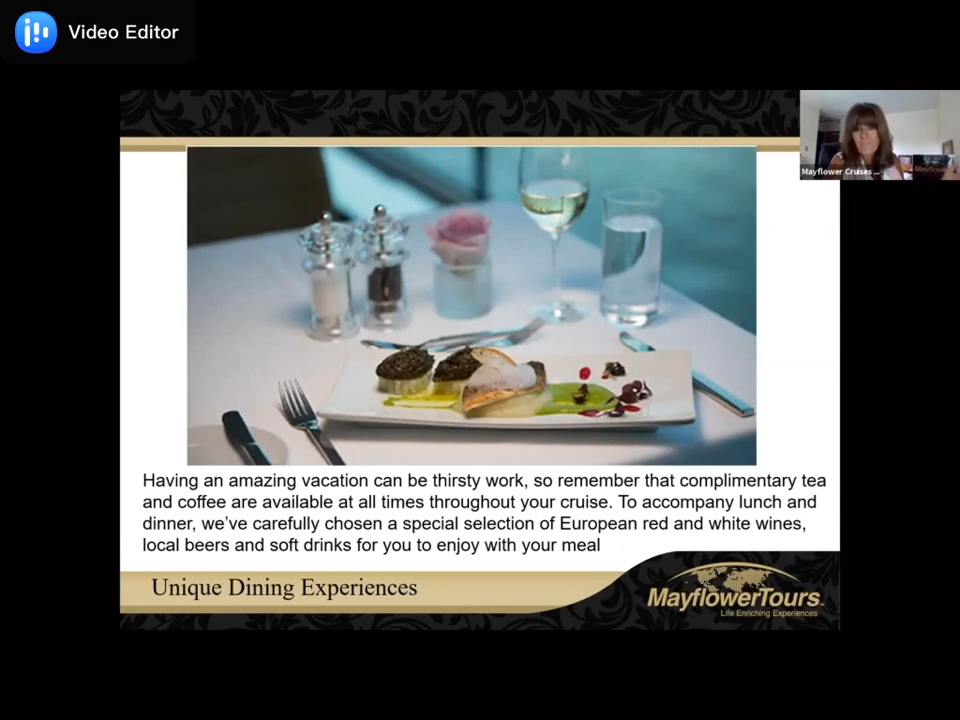 Video Editor
Mayflower Cruises ...
Having an amazing vacation can be thirsty work, so remember that complimentary tea
and coffee are available at all times throughout your cruise. To accompany lunch and
dinner, we've carefully chosen a special selection of European red and white wines,
local beers and soft drinks for you to enjoy with your meal
Unique Dining Experiences
MayflowerTours
Life Enriching Experiences